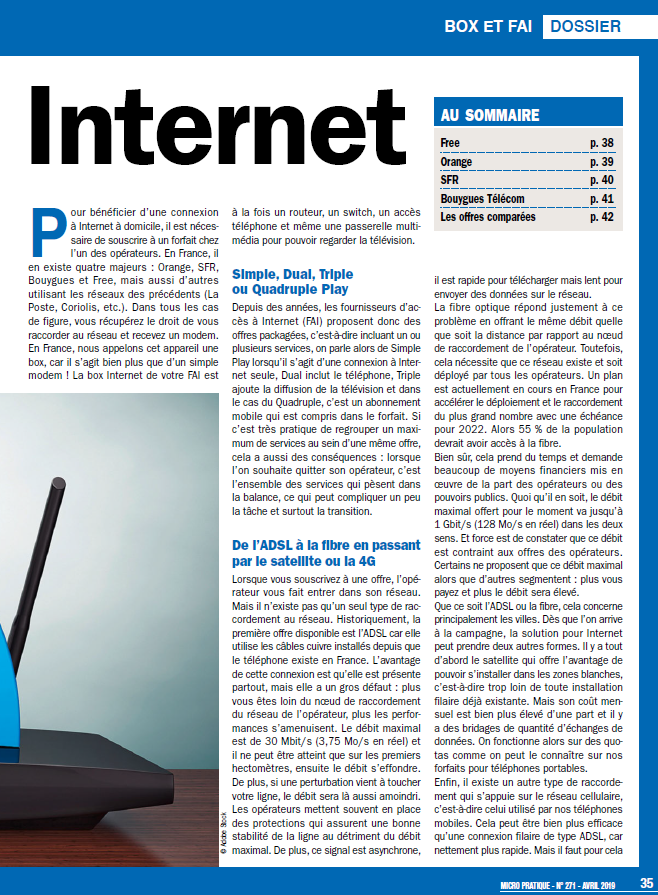 BOX ET FAI DOSSIER
Internet
AU SOMMAIRE
Free p. 38
Orange p. 39
SFR p. 40
Bouygues Télécom p. 41
Les offres comparées p. 42
Pour bénéficier d'une connexion
à Internet à domicile, il est néces-
saire de souscrire à un forfait chez
l'un des opérateurs. En France, il
en existe quatre majeurs : Orange, SFR,
Bouygues et Free, mais aussi d'autres
utilisant les réseaux des précédents (La
Poste, Coriolis, etc.). Dans tous les cas
de figure, vous récupérez le droit de vous
raccorder au réseau et recevez un modem.
En France, nous appelons cet appareil une
box, car il s'agit bien plus que d'un simple
modem ! La box Internet de votre FAI est
à la fois un routeur, un switch, un accès
téléphone et même une passerelle multi-
média pour pouvoir regarder la télévision.
Simple, Dual, Triple
ou Quadruple Play
Depuis des années, les fournisseurs d'ac-
cès à Internet (FAI) proposent donc des
offres packagées, c'est-à-dire incluant un ou
plusieurs services, on parle alors de Simple
Play lorsqu'il s'agit d'une connexion à Inter-
net seule, Dual inclut le téléphone, Triple
ajoute la diffusion de la télévision et dans
le cas du Quadruple, c'est un abonnement
mobile qui est compris dans le forfait. Si
c'est très pratique de regrouper un maxi-
mum de services au sein d'une même offre,
cela a aussi des conséquences : lorsque
l'on souhaite quitter son opérateur, c'est
l'ensemble des services qui pèsent dans
la balance, ce qui peut compliquer un peu
la tâche et surtout la transition.
De l'ADSL à la fibre en passant
par le satellite ou la 4G
Lorsque vous souscrivez à une offre, l'opé-
rateur vous fait entrer dans son réseau.
Mais il n'existe pas qu'un seul type de rac-
cordement au réseau. Historiquement, la
première offre disponible est l'ADSL car elle
utilise les câbles cuivre installés depuis que
le téléphone existe en France. L'avantage
de cette connexion est qu'elle est présente
partout, mais elle a un gros défaut : plus
vous êtes loin du nœud de raccordement
du réseau de l'opérateur, plus les perfor-
mances s'amenuisent. Le débit maximal
est de 30 Mbit/s (3,75 Mo/s en réel) et
il ne peut être atteint que sur les premiers
hectomètres, ensuite le débit s'effondre.
De plus, si une perturbation vient à toucher
votre ligne, le débit sera là aussi amoindri.
Les opérateurs mettent souvent en place
des protections qui assurent une bonne
stabilité de la ligne au détriment du débit
maximal. De plus, ce signal est asynchrone,
il est rapide pour télécharger mais lent pour
envoyer des données sur le réseau.
La fibre optique répond justement à ce
problème en offrant le même débit quelle
que soit la distance par rapport au nœud
de raccordement de l'opérateur. Toutefois,
cela nécessite que ce réseau existe et soit
déployé par tous les opérateurs. Un plan
est actuellement en cours en France pour
accélérer le déploiement et le raccordement
du plus grand nombre avec une échéance
pour 2022. Alors 55 % de la population
devrait avoir accès à la fibre.
Bien sûr, cela prend du temps et demande
beaucoup de moyens financiers mis en
œuvre de la part des opérateurs ou des
pouvoirs publics. Quoi qu'il en soit, le débit
maximal offert pour le moment va jusqu'à
1 Gbit/s (128 Mo/s en réel) dans les deux
sens. Et force est de constater que ce débit
est contraint aux offres des opérateurs.
Certains ne proposent que ce débit maximal
alors que d'autres segmentent : plus vous
payez et plus le débit sera élevé.
Que ce soit l'ADSL ou la fibre, cela concerne
principalement les villes. Dès que l'on arrive
à la campagne, la solution pour Internet
peut prendre deux autres formes. Il y a tout
d'abord le satellite qui offre l'avantage de
pouvoir s'installer dans les zones blanches,
c'est-à-dire trop loin de toute installation
filaire déjà existante. Mais son coût men-
suel est bien plus élevé d'une part et il y
a des bridages de quantité d'échanges de
données. On fonctionne alors sur des quo-
tas comme on peut le connaître sur nos
forfaits pour téléphones portables.
Enfin, il existe un autre type de raccorde-
ment qui s'appuie sur le réseau cellulaire,
c'est-à-dire celui utilisé par nos téléphones
mobiles. Cela peut être bien plus efficace
qu'une connexion filaire de type ADSL, car
nettement plus rapide. Mais il faut pour cela
© Adobe Stock
MICRO PRATIQUE - N° 271 - AVRIL 2019 35